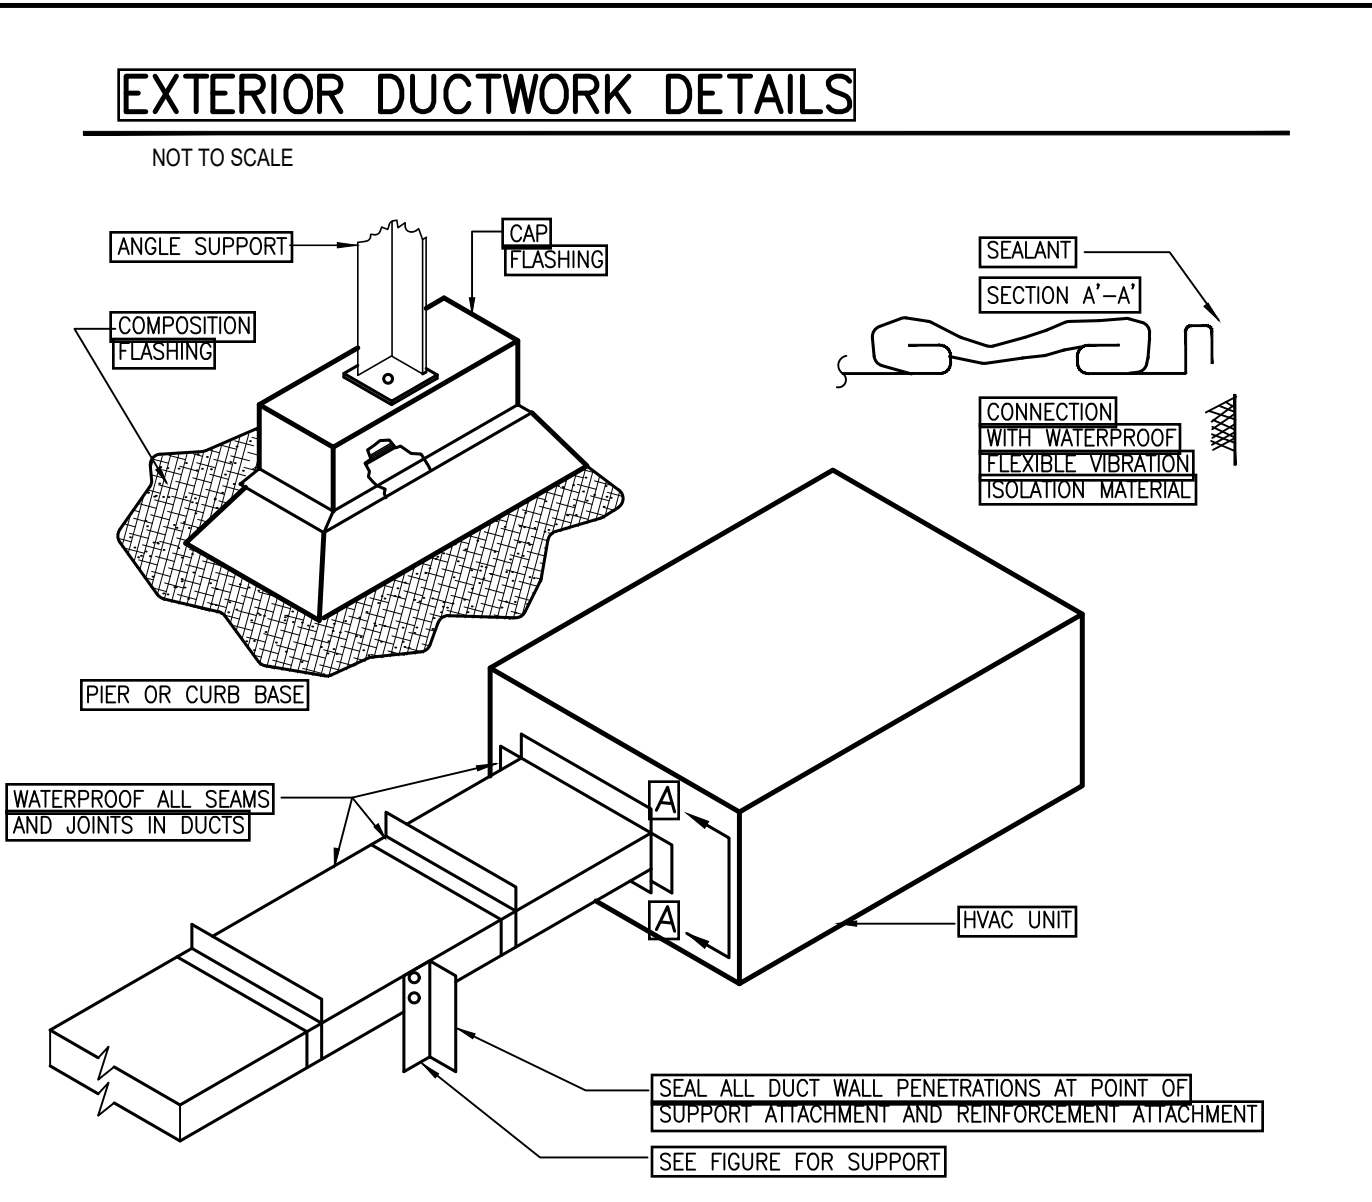 EXTERIOR DUCTWORK DETAILS
NOT TO SCALE
ANGLE SUPPORT
CAP
FLASHING
COMPOSITION
FLASHING
SEALANT
SECTION A'-A'
CONNECTION
WITH WATERPROOF
FLEXIBLE VIBRATION
ISOLATION MATERIAL
PIER OR CURB BASE
WATERPROOF ALL SEAMS
AND JOINTS IN DUCTS
A
A
HVAC UNIT
SEAL ALL DUCT WALL PENETRATIONS AT POINT OF
SUPPORT ATTACHMENT AND REINFORCEMENT ATTACHMENT
SEE FIGURE FOR SUPPORT